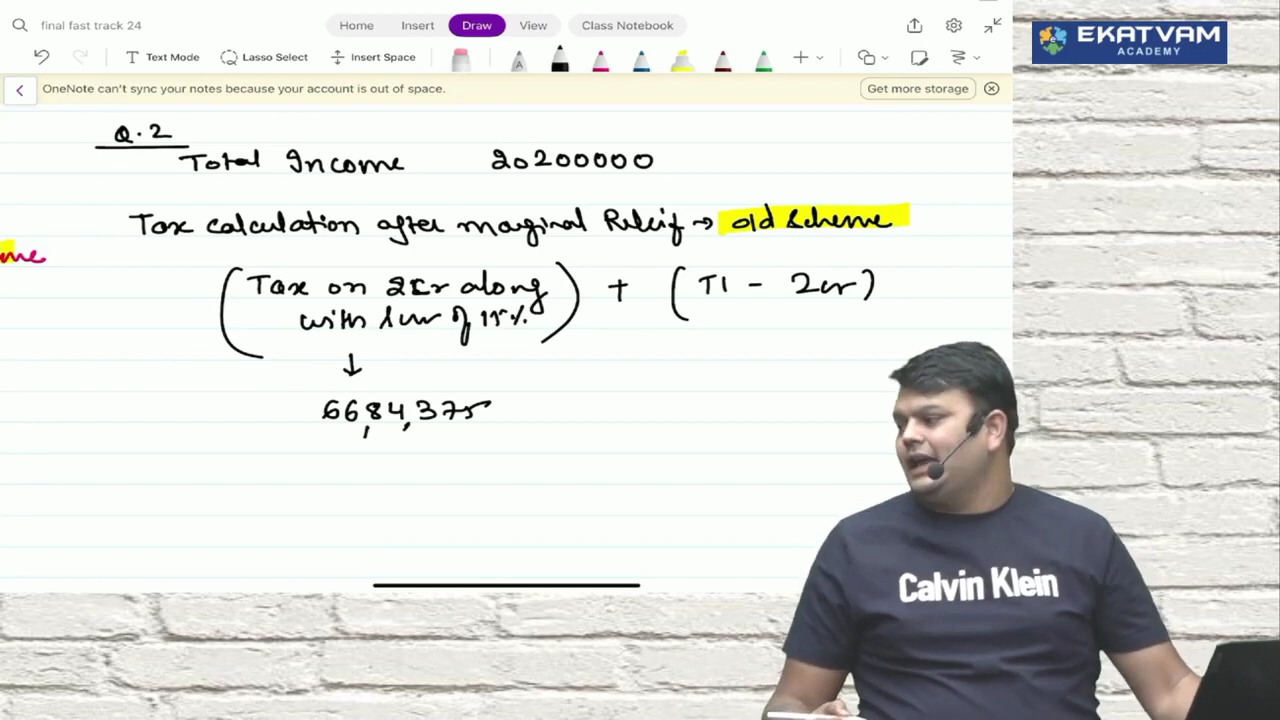 final fast track 24
Home Insert Draw View Class Notebook
Text Mode Lasso Select Insert Space
OneNote can't sync your notes because your account is out of space.
Get more storage
EKATVAM
ACADEMY
Q.2
Total Income 20200000
Tax calculation after marginal Releif → old Scheme
me
(Tax on 2cr along
with sur of 15%) + (TI - 2cr)
↓
66,84,375
Calvin Klein